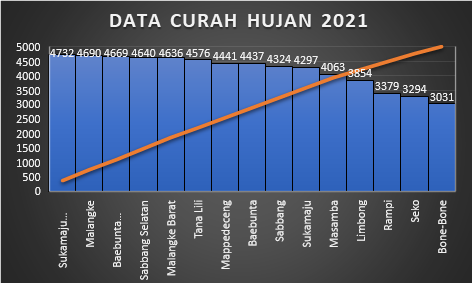 DATA CURAH HUJAN 2021
5000
4500
4000
3500
3000
2500
2000
1500
1000
500
0
4732 4690 4669 4640 4636 4576 4441 4437 4324 4297 4063 3854 3379 3294 3031
Sukamaju...
Malangke
Baebunta...
Sabbang Selatan
Malangke Barat
Tana Lili
Mappedeceng
Baebunta
Sabbang
Sukamaju
Masamba
Limbong
Rampi
Seko
Bone-Bone